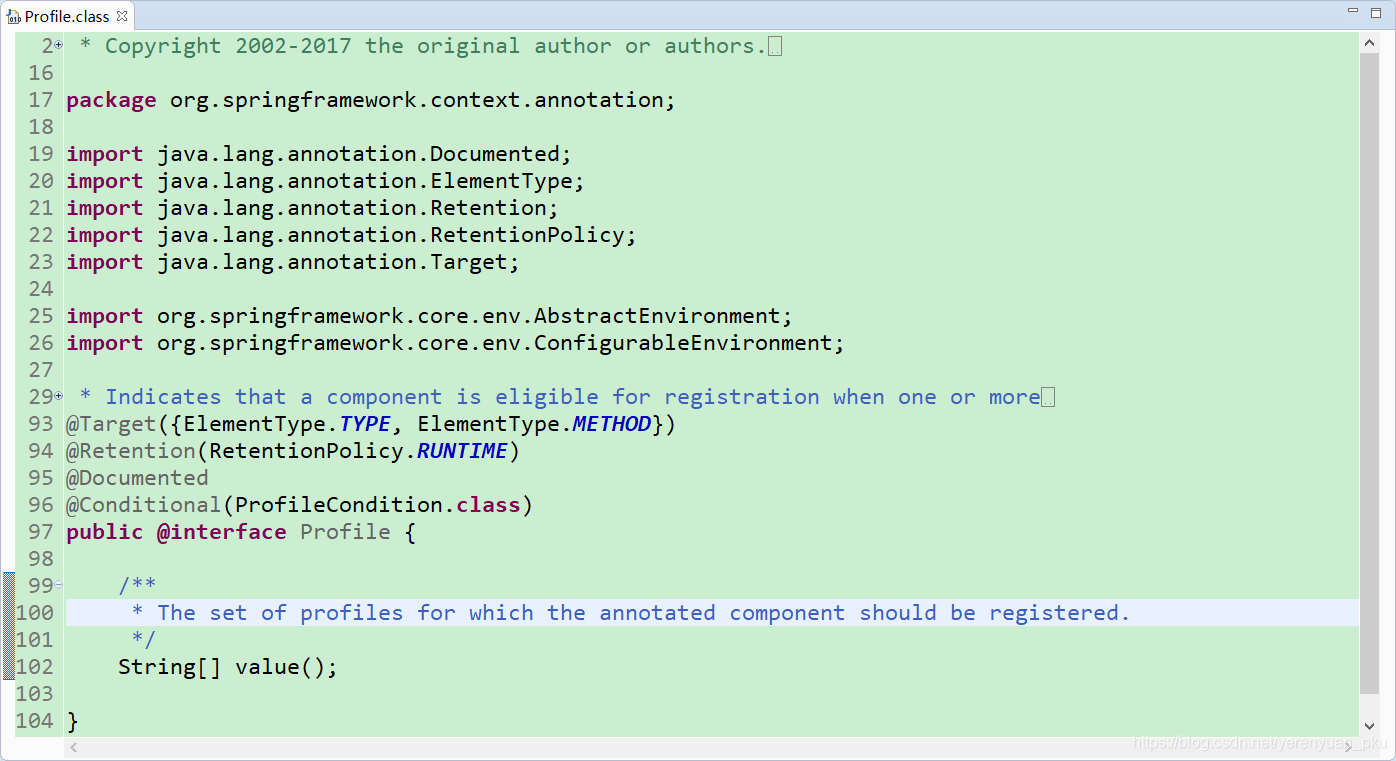 Profile.class
2 * Copyright 2002-2017 the original author or authors.
16
17 package org.springframework.context.annotation;
18
19 import java.lang.annotation.Documented;
20 import java.lang.annotation.ElementType;
21 import java.lang.annotation.Retention;
22 import java.lang.annotation.RetentionPolicy;
23 import java.lang.annotation.Target;
24
25 import org.springframework.core.env.AbstractEnvironment;
26 import org.springframework.core.env.ConfigurableEnvironment;
27
29 * Indicates that a component is eligible for registration when one or more
93 @Target({ElementType.TYPE, ElementType.METHOD})
94 @Retention(RetentionPolicy.RUNTIME)
95 @Documented
96 @Conditional(ProfileCondition.class)
97 public @interface Profile {
98
99     /**
100      * The set of profiles for which the annotated component should be registered.
101      */
102     String[] value();
103
104 }
https://blog.csdn.net/yerenyuan_pku